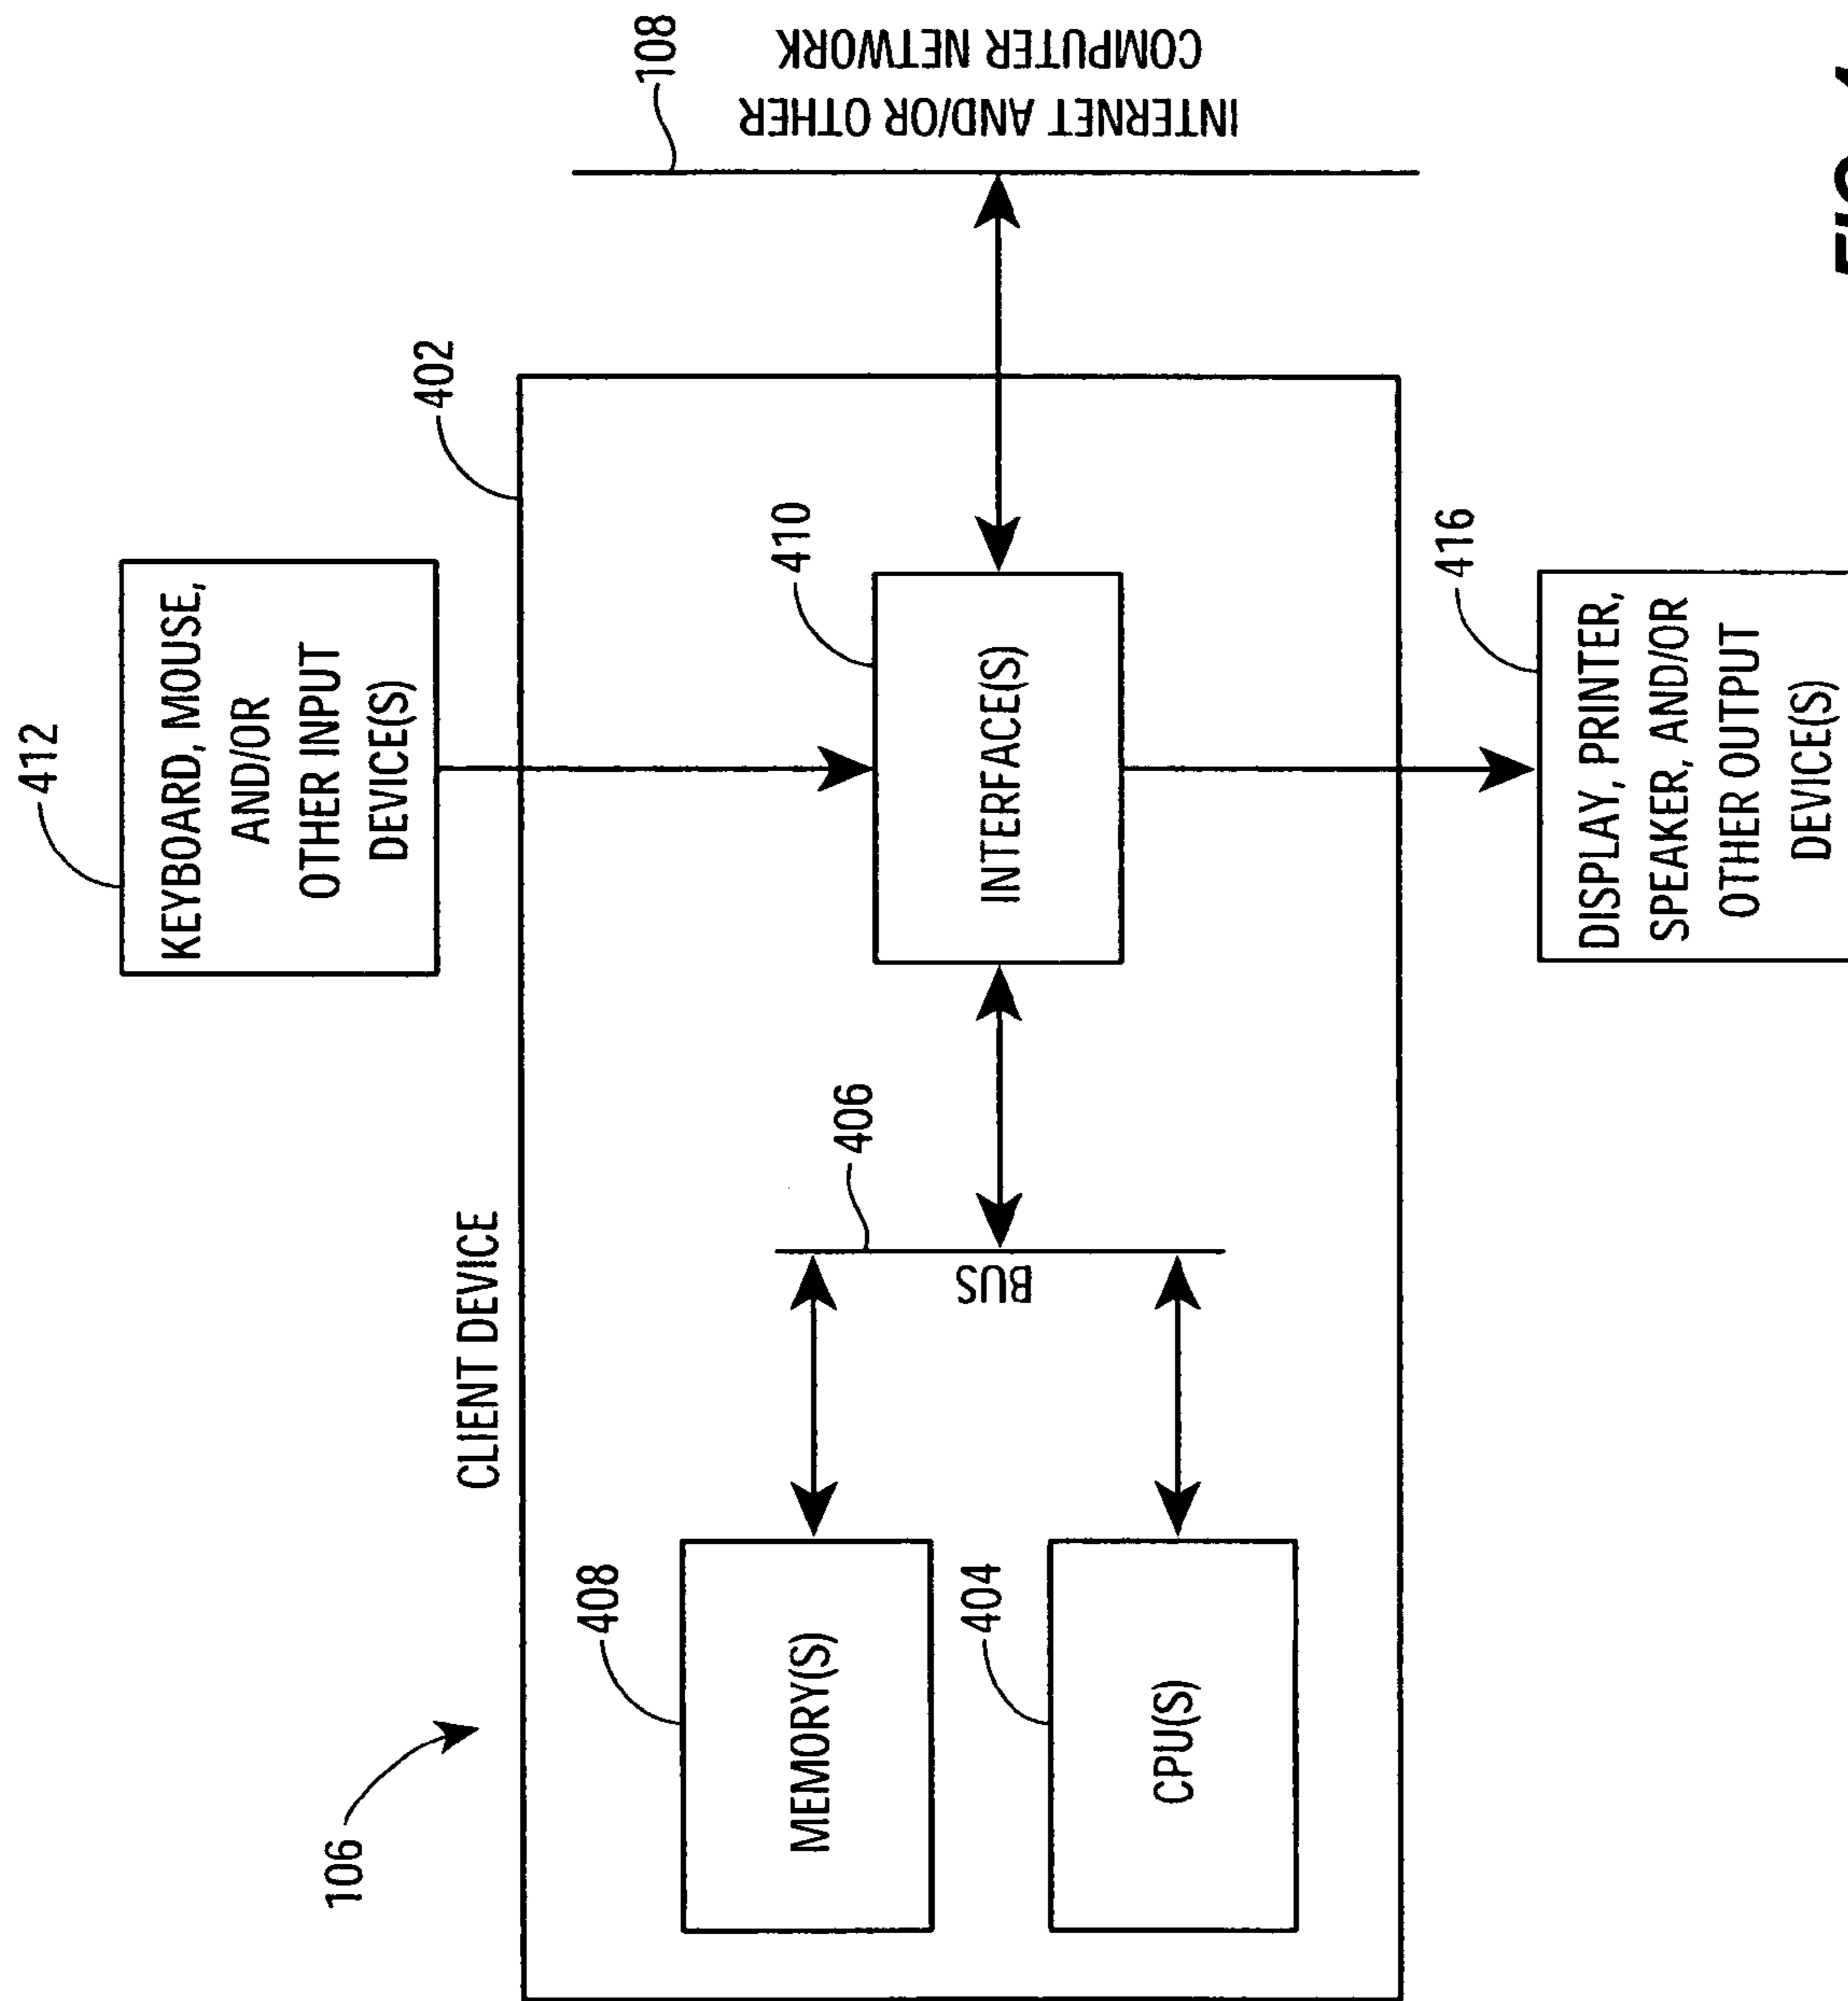 412
KEYBOARD, MOUSE,
AND/OR
OTHER INPUT
DEVICE(S)
106
CLIENT DEVICE
402
408
MEMORY(S)
406
BUS
410
INTERFACE(S)
108
INTERNET AND/OR OTHER
COMPUTER NETWORK
404
CPU(S)
416
DISPLAY, PRINTER,
SPEAKER, AND/OR
OTHER OUTPUT
DEVICE(S)
FIG.